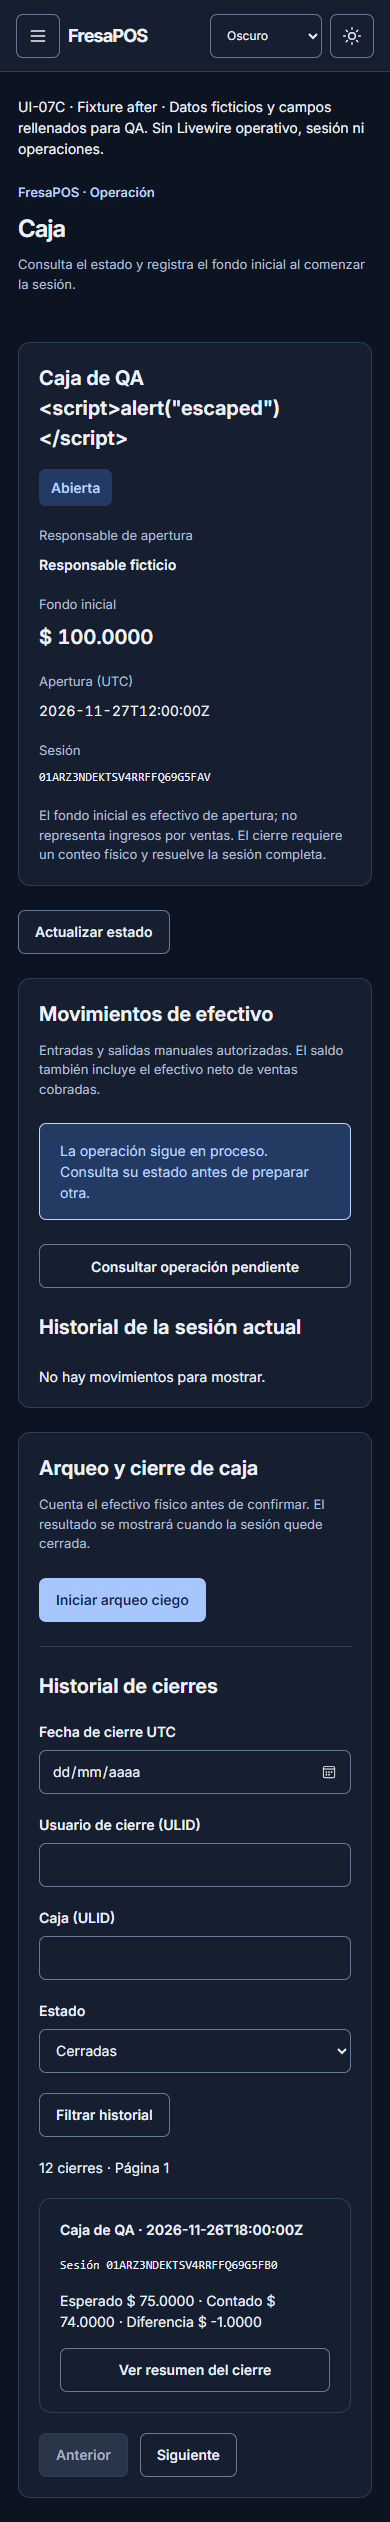 FresaPOS
Oscuro
UI-07C · Fixture after · Datos ficticios y campos
rellenados para QA. Sin Livewire operativo, sesión ni
operaciones.
FresaPOS · Operación
Caja
Consulta el estado y registra el fondo inicial al comenzar
la sesión.
Caja de QA
<script>alert("escaped")
</script>
Abierta
Responsable de apertura
Responsable ficticio
Fondo inicial
$ 100.0000
Apertura (UTC)
2026-11-27T12:00:00Z
Sesión
01ARZ3NDEKTSV4RRFFQ69G5FAV
El fondo inicial es efectivo de apertura; no
representa ingresos por ventas. El cierre requiere
un conteo físico y resuelve la sesión completa.
Actualizar estado
Movimientos de efectivo
Entradas y salidas manuales autorizadas. El saldo
también incluye el efectivo neto de ventas
cobradas.
La operación sigue en proceso.
Consulta su estado antes de preparar
otra.
Consultar operación pendiente
Historial de la sesión actual
No hay movimientos para mostrar.
Arqueo y cierre de caja
Cuenta el efectivo físico antes de confirmar. El
resultado se mostrará cuando la sesión quede
cerrada.
Iniciar arqueo ciego
Historial de cierres
Fecha de cierre UTC
dd/mm/aaaa
Usuario de cierre (ULID)
Caja (ULID)
Estado
Cerradas
Filtrar historial
12 cierres · Página 1
Caja de QA · 2026-11-26T18:00:00Z
Sesión 01ARZ3NDEKTSV4RRFFQ69G5FB0
Esperado $ 75.0000 · Contado $
74.0000 · Diferencia $ -1.0000
Ver resumen del cierre
Anterior
Siguiente